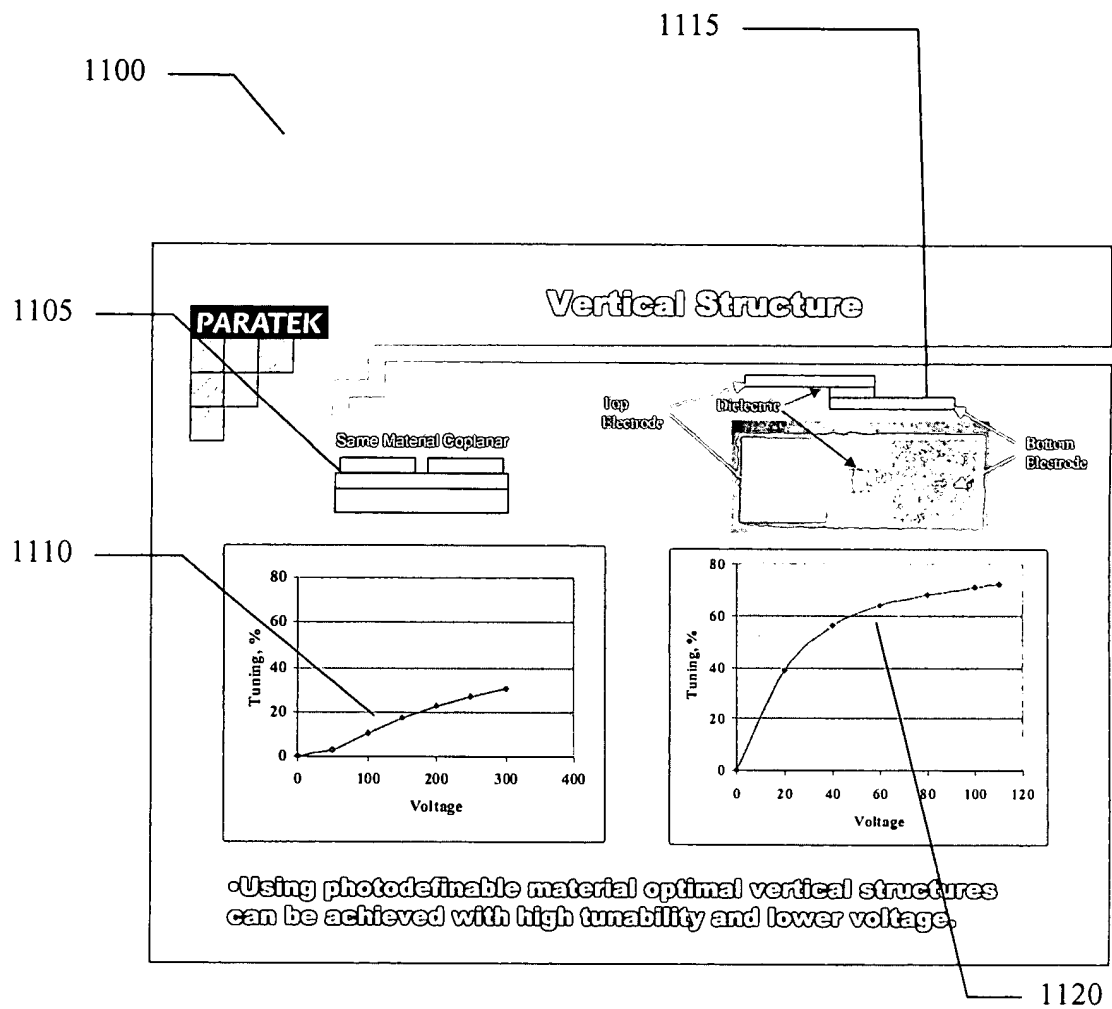 1115
1100
1105
PARATEK
Vertical Structure
Top
Electrode
Dielectric
Bottom
Electrode
Same Material Coplanar
1110
80
60
40
20
0
0 100 200 300 400
Tuning, %
Voltage
80
60
40
20
0
0 20 40 60 80 100 120
Tuning, %
Voltage
•Using photodefinable material optimal vertical structures
can be achieved with high tunability and lower voltage.
1120